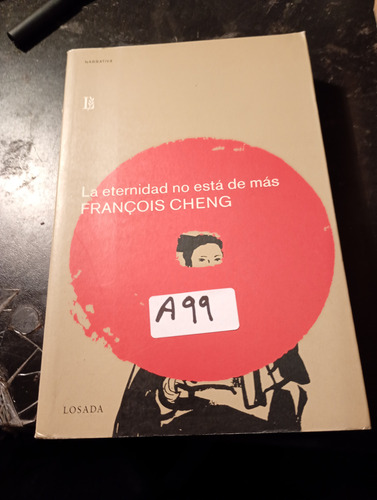 NARRATIVA
La eternidad no está de más
FRANÇOIS CHENG
A99
LOSADA